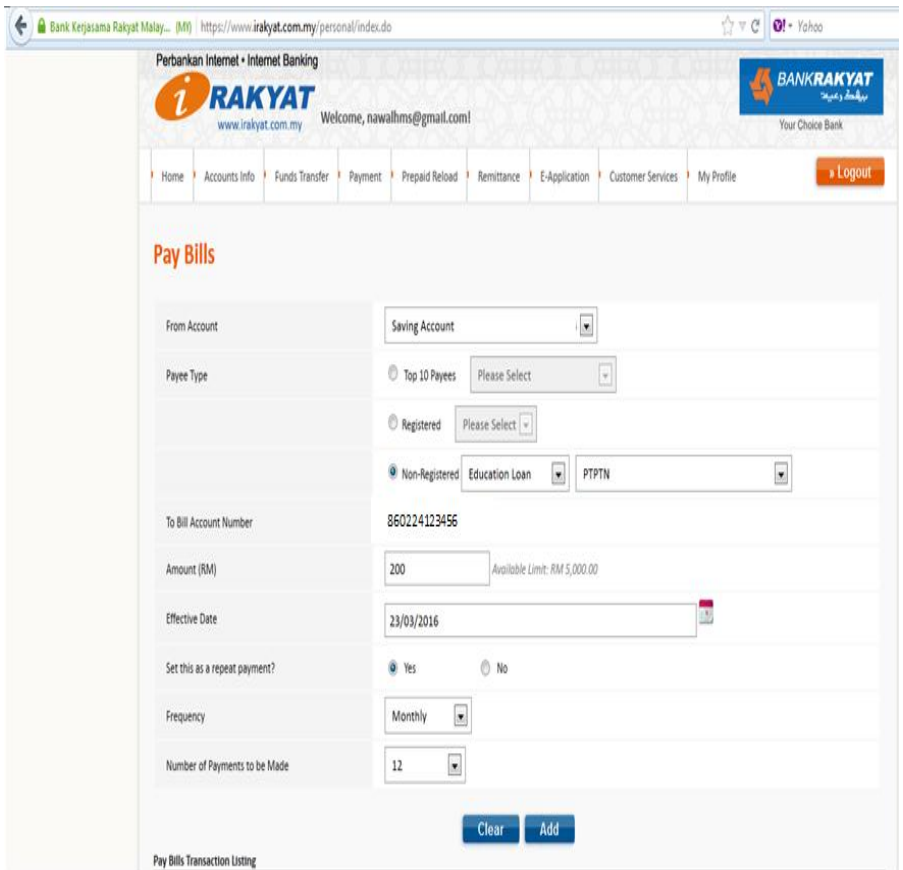 Bank Kerjasama Rakyat Malay... (MY) https://www.irakyat.com.my/personal/index.do Yahoo
Perbankan Internet • Internet Banking
i RAKYAT
www.irakyat.com.my
Welcome, nawalhms@gmail.com!
BANKRAKYAT
Your Choice Bank
Home Accounts Info Funds Transfer Payment Prepaid Reload Remittance E-Application Customer Services My Profile » Logout
Pay Bills
From Account Saving Account
Payee Type Top 10 Payees Please Select
Registered Please Select
Non-Registered Education Loan PTPTN
To Bill Account Number 860224123456
Amount (RM) 200 Available Limit: RM 5,000.00
Effective Date 23/03/2016
Set this as a repeat payment? Yes No
Frequency Monthly
Number of Payments to be Made 12
Clear Add
Pay Bills Transaction Listing